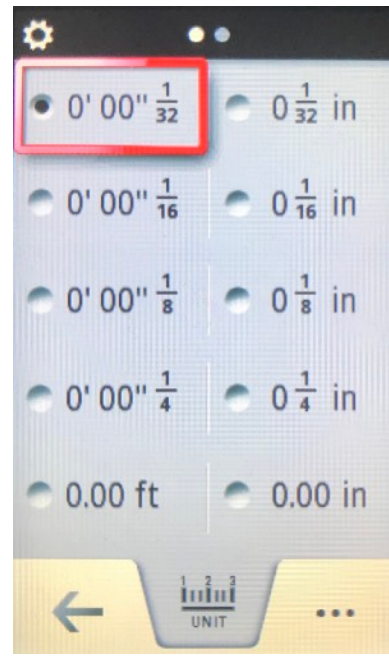 0' 00" 1/32 0 1/32 in
0' 00" 1/16 0 1/16 in
0' 00" 1/8 0 1/8 in
0' 00" 1/4 0 1/4 in
0.00 ft 0.00 in
1 2 3
UNIT